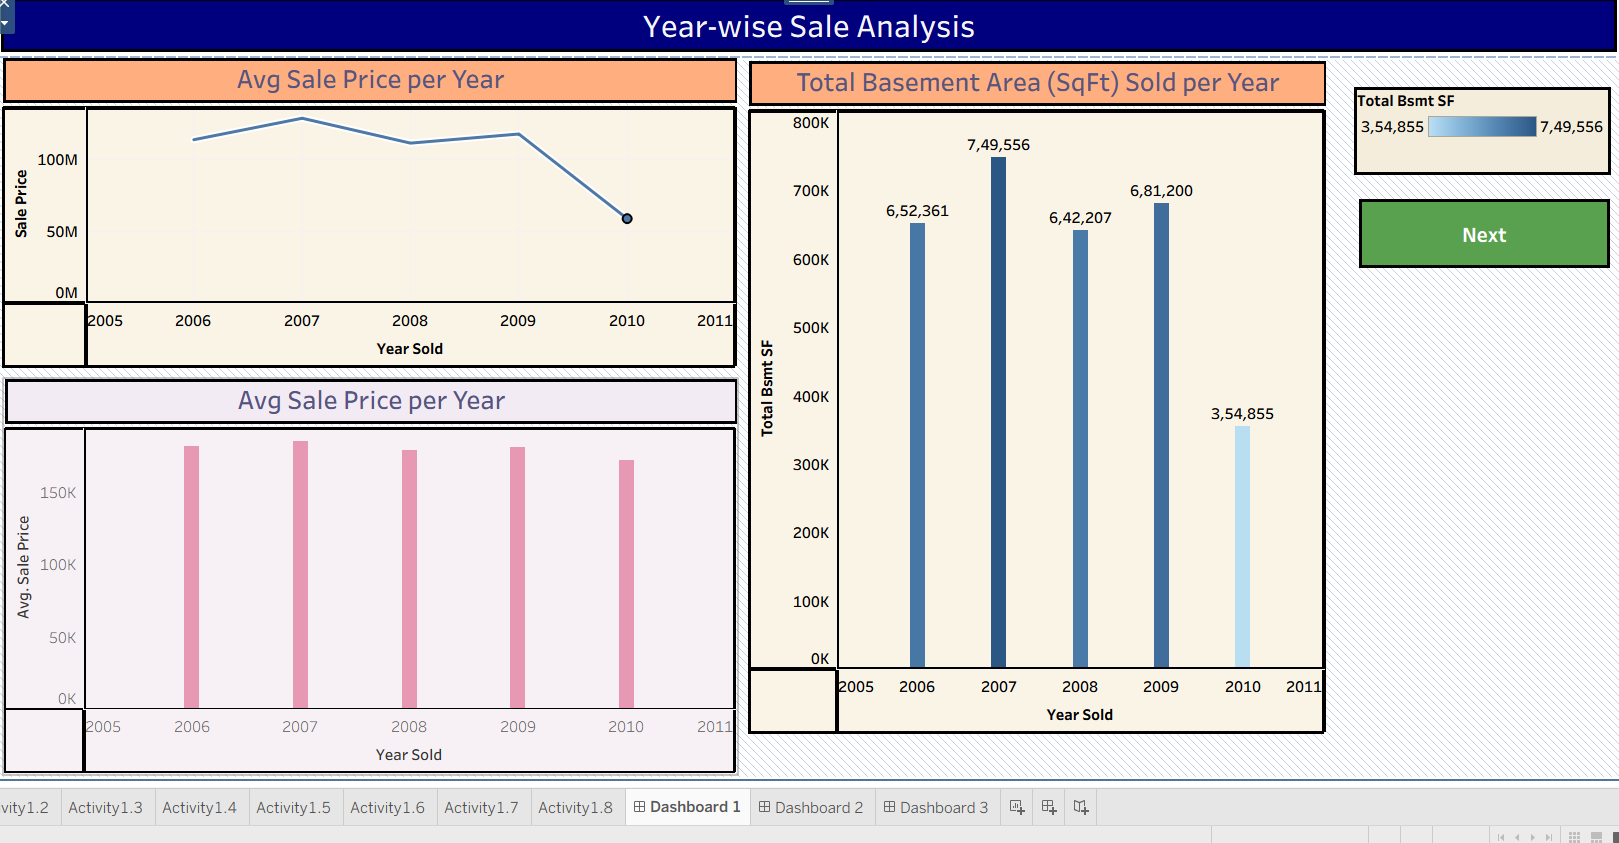 Year-wise Sale Analysis
Avg Sale Price per Year
Sale Price
100M
50M
0M
2005 2006 2007 2008 2009 2010 2011
Year Sold
Avg Sale Price per Year
Avg. Sale Price
150K
100K
50K
0K
2005 2006 2007 2008 2009 2010 2011
Year Sold
Total Basement Area (SqFt) Sold per Year
Total Bsmt SF
800K
700K
600K
500K
400K
300K
200K
100K
0K
6,52,361
7,49,556
6,42,207
6,81,200
3,54,855
2005 2006 2007 2008 2009 2010 2011
Year Sold
Total Bsmt SF
3,54,855 7,49,556
Next
vity1.2 Activity1.3 Activity1.4 Activity1.5 Activity1.6 Activity1.7 Activity1.8 Dashboard 1 Dashboard 2 Dashboard 3